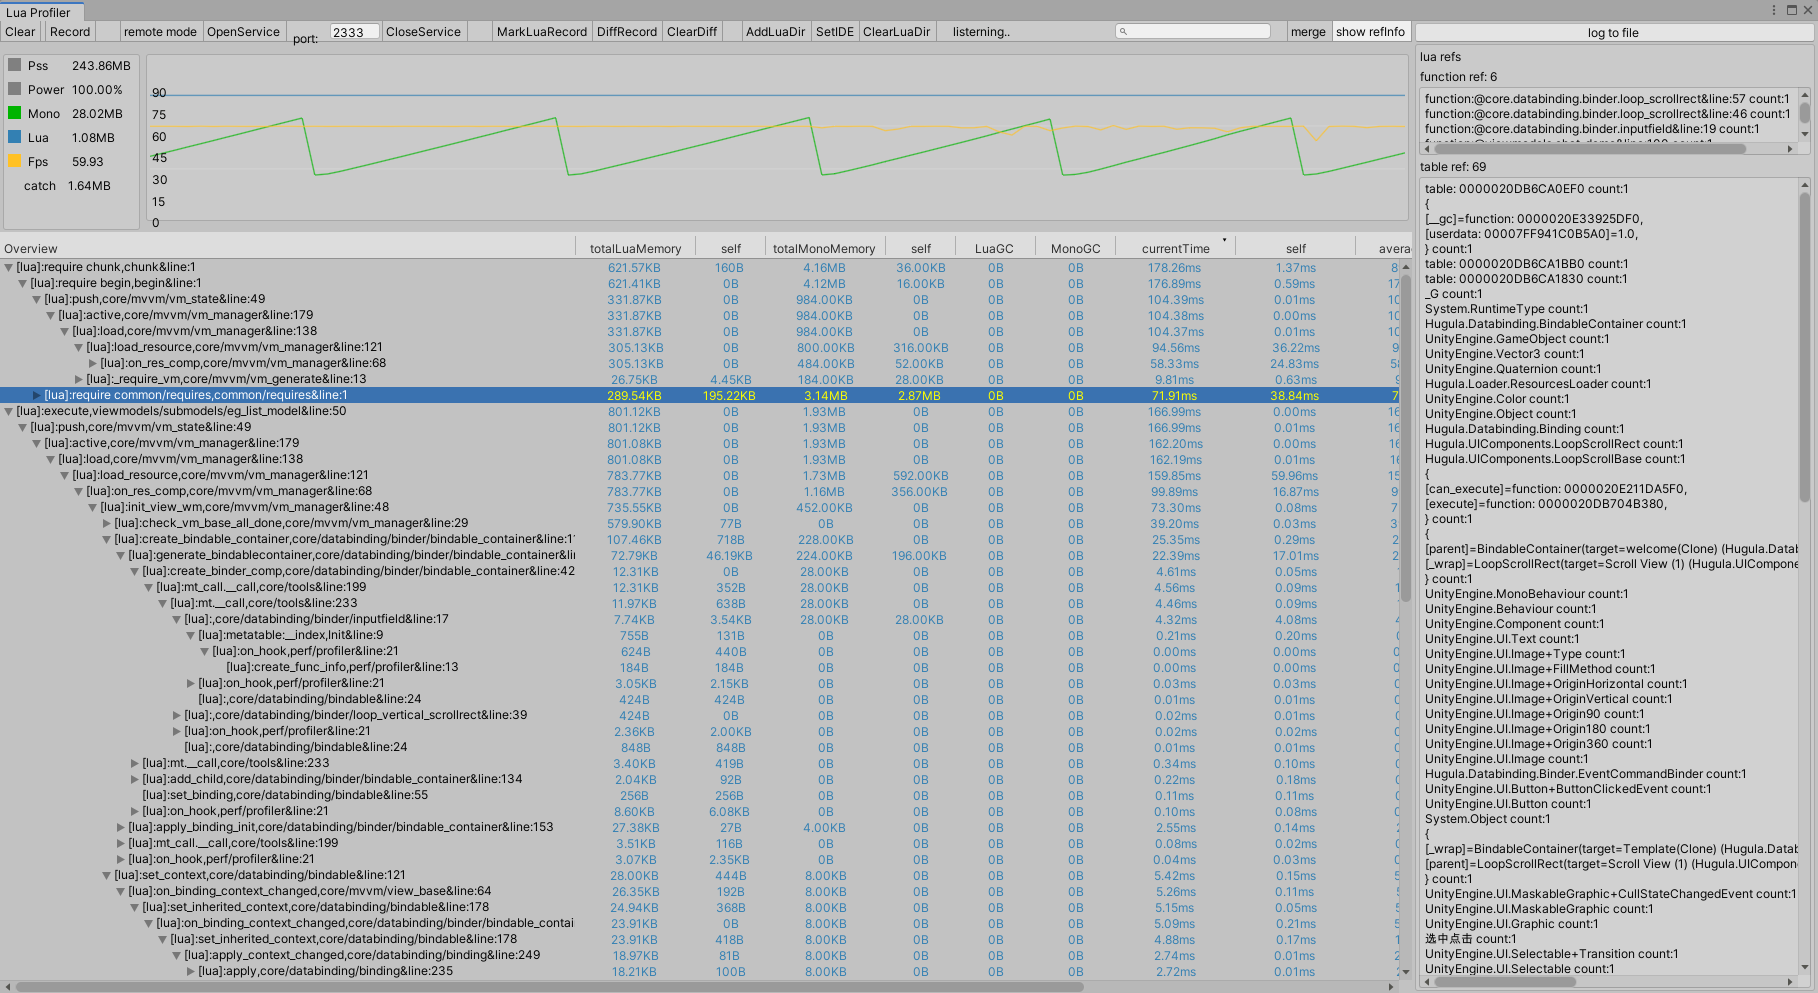 Lua Profiler
Clear Record remote mode OpenService port: 2333 CloseService MarkLuaRecord DiffRecord ClearDiff AddLuaDir SetIDE ClearLuaDir listerning.. merge show refInfo
Pss 243.86MB
Power 100.00%
Mono 28.02MB
Lua 1.08MB
Fps 59.93
catch 1.64MB
90
75
60
45
30
15
0
Overview totalLuaMemory self totalMonoMemory self LuaGC MonoGC currentTime self avera
[lua]:require chunk,chunk&line:1 621.57KB 160B 4.16MB 36.00KB 0B 0B 178.26ms 1.37ms 8
[lua]:require begin,begin&line:1 621.41KB 0B 4.12MB 16.00KB 0B 0B 176.89ms 0.59ms 17
[lua]:push,core/mvvm/vm_state&line:49 331.87KB 0B 984.00KB 0B 0B 0B 104.39ms 0.01ms 10
[lua]:active,core/mvvm/vm_manager&line:179 331.87KB 0B 984.00KB 0B 0B 0B 104.38ms 0.00ms 10
[lua]:load,core/mvvm/vm_manager&line:138 331.87KB 0B 984.00KB 0B 0B 0B 104.37ms 0.01ms 10
[lua]:load_resource,core/mvvm/vm_manager&line:121 305.13KB 0B 800.00KB 316.00KB 0B 0B 94.56ms 36.22ms 9
[lua]:on_res_comp,core/mvvm/vm_manager&line:68 305.13KB 0B 484.00KB 52.00KB 0B 0B 58.33ms 24.83ms 58
[lua]:_require_vm,core/mvvm/vm_generate&line:13 26.75KB 4.45KB 184.00KB 28.00KB 0B 0B 9.81ms 0.63ms 9
[lua]:require common/requires,common/requires&line:1 289.54KB 195.22KB 3.14MB 2.87MB 0B 0B 71.91ms 38.84ms 7
[lua]:execute,viewmodels/submodels/eg_list_model&line:50 801.12KB 0B 1.93MB 0B 0B 0B 166.99ms 0.00ms 16
[lua]:push,core/mvvm/vm_state&line:49 801.12KB 0B 1.93MB 0B 0B 0B 166.99ms 0.01ms 16
[lua]:active,core/mvvm/vm_manager&line:179 801.08KB 0B 1.93MB 0B 0B 0B 162.20ms 0.00ms 16
[lua]:load,core/mvvm/vm_manager&line:138 801.08KB 0B 1.93MB 0B 0B 0B 162.19ms 0.01ms 16
[lua]:load_resource,core/mvvm/vm_manager&line:121 783.77KB 0B 1.73MB 592.00KB 0B 0B 159.85ms 59.96ms 15
[lua]:on_res_comp,core/mvvm/vm_manager&line:68 783.77KB 0B 1.16MB 356.00KB 0B 0B 99.89ms 16.87ms 9
[lua]:init_view_wm,core/mvvm/vm_manager&line:48 735.55KB 0B 452.00KB 0B 0B 0B 73.30ms 0.08ms 7
[lua]:check_vm_base_all_done,core/mvvm/vm_manager&line:29 579.90KB 77B 0B 0B 0B 0B 39.20ms 0.03ms 3
[lua]:create_bindable_container,core/databinding/binder/bindable_container&line:1 107.46KB 718B 228.00KB 0B 0B 0B 25.35ms 0.29ms 2
[lua]:generate_bindablecontainer,core/databinding/binder/bindable_container&li 72.79KB 46.19KB 224.00KB 196.00KB 0B 0B 22.39ms 17.01ms 2
[lua]:create_binder_comp,core/databinding/binder/bindable_container&line:42 12.31KB 0B 28.00KB 0B 0B 0B 4.61ms 0.05ms
[lua]:mt_call.__call,core/tools&line:199 12.31KB 352B 28.00KB 0B 0B 0B 4.56ms 0.09ms 1
[lua]:mt.__call,core/tools&line:233 11.97KB 638B 28.00KB 0B 0B 0B 4.46ms 0.09ms
[lua]:,core/databinding/binder/inputfield&line:17 7.74KB 3.54KB 28.00KB 28.00KB 0B 0B 4.32ms 4.08ms
[lua]:metatable:__index,Init&line:9 755B 131B 0B 0B 0B 0B 0.21ms 0.20ms
[lua]:on_hook,perf/profiler&line:21 624B 440B 0B 0B 0B 0B 0.00ms 0.00ms 0
[lua]:create_func_info,perf/profiler&line:13 184B 184B 0B 0B 0B 0B 0.00ms 0.00ms 0
[lua]:on_hook,perf/profiler&line:21 3.05KB 2.15KB 0B 0B 0B 0B 0.03ms 0.03ms 0
[lua]:,core/databinding/bindable&line:24 424B 424B 0B 0B 0B 0B 0.01ms 0.01ms 0
[lua]:,core/databinding/binder/loop_vertical_scrollrect&line:39 424B 0B 0B 0B 0B 0B 0.02ms 0.01ms 0
[lua]:on_hook,perf/profiler&line:21 2.36KB 2.00KB 0B 0B 0B 0B 0.02ms 0.02ms 0
[lua]:,core/databinding/bindable&line:24 848B 848B 0B 0B 0B 0B 0.01ms 0.01ms 0
[lua]:mt.__call,core/tools&line:233 3.40KB 419B 0B 0B 0B 0B 0.34ms 0.10ms 0
[lua]:add_child,core/databinding/binder/bindable_container&line:134 2.04KB 92B 0B 0B 0B 0B 0.22ms 0.18ms 0
[lua]:set_binding,core/databinding/bindable&line:55 256B 256B 0B 0B 0B 0B 0.11ms 0.11ms 0
[lua]:on_hook,perf/profiler&line:21 8.60KB 6.08KB 0B 0B 0B 0B 0.10ms 0.08ms 0
[lua]:apply_binding_init,core/databinding/binder/bindable_container&line:153 27.38KB 27B 4.00KB 0B 0B 0B 2.55ms 0.14ms 2
[lua]:mt_call.__call,core/tools&line:199 3.51KB 116B 0B 0B 0B 0B 0.08ms 0.02ms 0
[lua]:on_hook,perf/profiler&line:21 3.07KB 2.35KB 0B 0B 0B 0B 0.04ms 0.03ms 0
[lua]:set_context,core/databinding/bindable&line:121 28.00KB 444B 8.00KB 0B 0B 0B 5.42ms 0.15ms 5
[lua]:on_binding_context_changed,core/mvvm/view_base&line:64 26.35KB 192B 8.00KB 0B 0B 0B 5.26ms 0.11ms
[lua]:set_inherited_context,core/databinding/bindable&line:178 24.94KB 368B 8.00KB 0B 0B 0B 5.15ms 0.05ms
[lua]:on_binding_context_changed,core/databinding/binder/bindable_contai 23.91KB 0B 8.00KB 0B 0B 0B 5.09ms 0.21ms
[lua]:set_inherited_context,core/databinding/bindable&line:178 23.91KB 418B 8.00KB 0B 0B 0B 4.88ms 0.17ms
[lua]:apply_context_changed,core/databinding/binding&line:249 18.97KB 81B 8.00KB 0B 0B 0B 2.74ms 0.01ms 2
[lua]:apply,core/databinding/binding&line:235 18.21KB 100B 8.00KB 0B 0B 0B 2.72ms 0.01ms 2
log to file
lua refs
function ref: 6
function:@core.databinding.binder.loop_scrollrect&line:57 count:1
function:@core.databinding.binder.loop_scrollrect&line:46 count:1
function:@core.databinding.binder.inputfield&line:19 count:1
table ref: 69
table: 0000020DB6CA0EF0 count:1
{
[__gc]=function: 0000020E33925DF0,
[userdata: 00007FF941C0B5A0]=1.0,
} count:1
table: 0000020DB6CA1BB0 count:1
table: 0000020DB6CA1830 count:1
_G count:1
System.RuntimeType count:1
Hugula.Databinding.BindableContainer count:1
UnityEngine.GameObject count:1
UnityEngine.Vector3 count:1
UnityEngine.Quaternion count:1
Hugula.Loader.ResourcesLoader count:1
UnityEngine.Color count:1
UnityEngine.Object count:1
Hugula.Databinding.Binding count:1
Hugula.UIComponents.LoopScrollRect count:1
Hugula.UIComponents.LoopScrollBase count:1
{
[can_execute]=function: 0000020E211DA5F0,
[execute]=function: 0000020DB704B380,
} count:1
{
[parent]=BindableContainer(target=welcome(Clone) (Hugula.Datab
[_wrap]=LoopScrollRect(target=Scroll View (1) (Hugula.UICompone
} count:1
UnityEngine.MonoBehaviour count:1
UnityEngine.Behaviour count:1
UnityEngine.Component count:1
UnityEngine.UI.Text count:1
UnityEngine.UI.Image+Type count:1
UnityEngine.UI.Image+FillMethod count:1
UnityEngine.UI.Image+OriginHorizontal count:1
UnityEngine.UI.Image+OriginVertical count:1
UnityEngine.UI.Image+Origin90 count:1
UnityEngine.UI.Image+Origin180 count:1
UnityEngine.UI.Image+Origin360 count:1
UnityEngine.UI.Image count:1
Hugula.Databinding.Binder.EventCommandBinder count:1
UnityEngine.UI.Button+ButtonClickedEvent count:1
UnityEngine.UI.Button count:1
System.Object count:1
{
[_wrap]=BindableContainer(target=Template(Clone) (Hugula.Datab
[parent]=LoopScrollRect(target=Scroll View (1) (Hugula.UICompon
} count:1
UnityEngine.UI.MaskableGraphic+CullStateChangedEvent count:1
UnityEngine.UI.MaskableGraphic count:1
UnityEngine.UI.Graphic count:1
选中点击 count:1
UnityEngine.UI.Selectable+Transition count:1
UnityEngine.UI.Selectable count:1